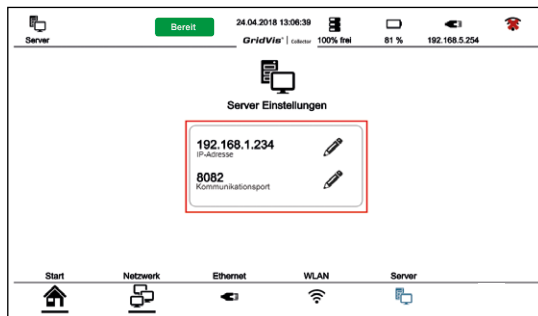 Server
Bereit
24.04.2018 13:06:39
GridVis® | Collector
100% frei
81 %
192.168.5.254
Server Einstellungen
192.168.1.234
IP-Adresse
8082
Kommunikationsport
Start Netzwerk Ethernet WLAN Server